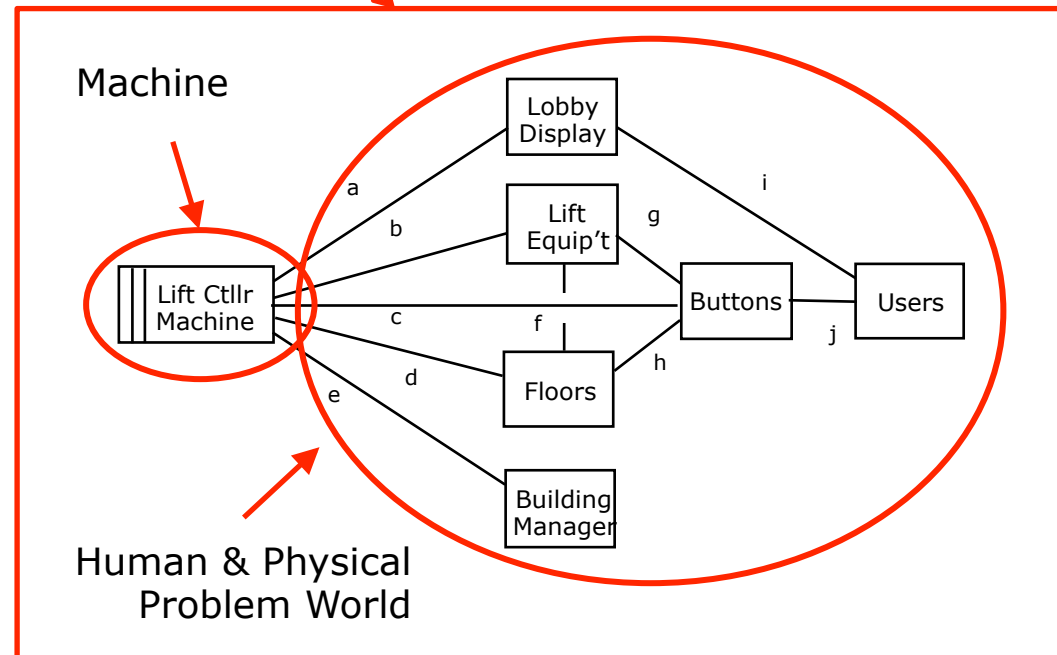 Machine
Lobby
Display
a
i
b
Lift
Equip't
g
Lift Ctllr
Machine
Buttons
Users
c
f
j
d
h
e
Floors
Building
Manager
Human & Physical
Problem World